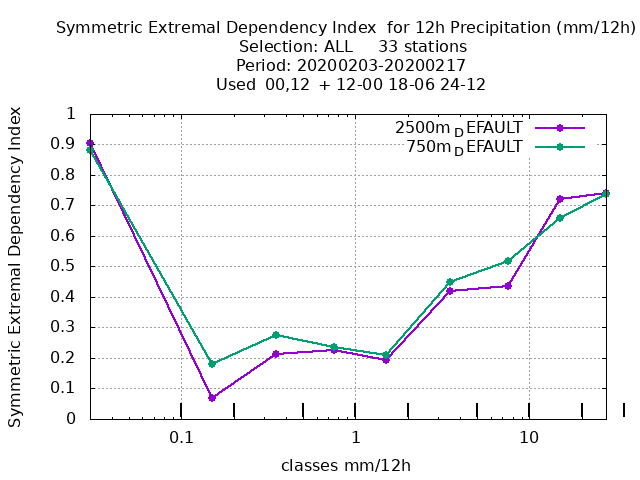 Symmetric Extremal Dependency Index  for 12h Precipitation (mm/12h)
Selection: ALL     33 stations
Period: 20200203-20200217
Used  00,12  + 12-00 18-06 24-12
Symmetric Extremal Dependency Index
1
0.9
0.8
0.7
0.6
0.5
0.4
0.3
0.2
0.1
0
2500m_DEFAULT
750m_DEFAULT
0.1 1 10
classes mm/12h